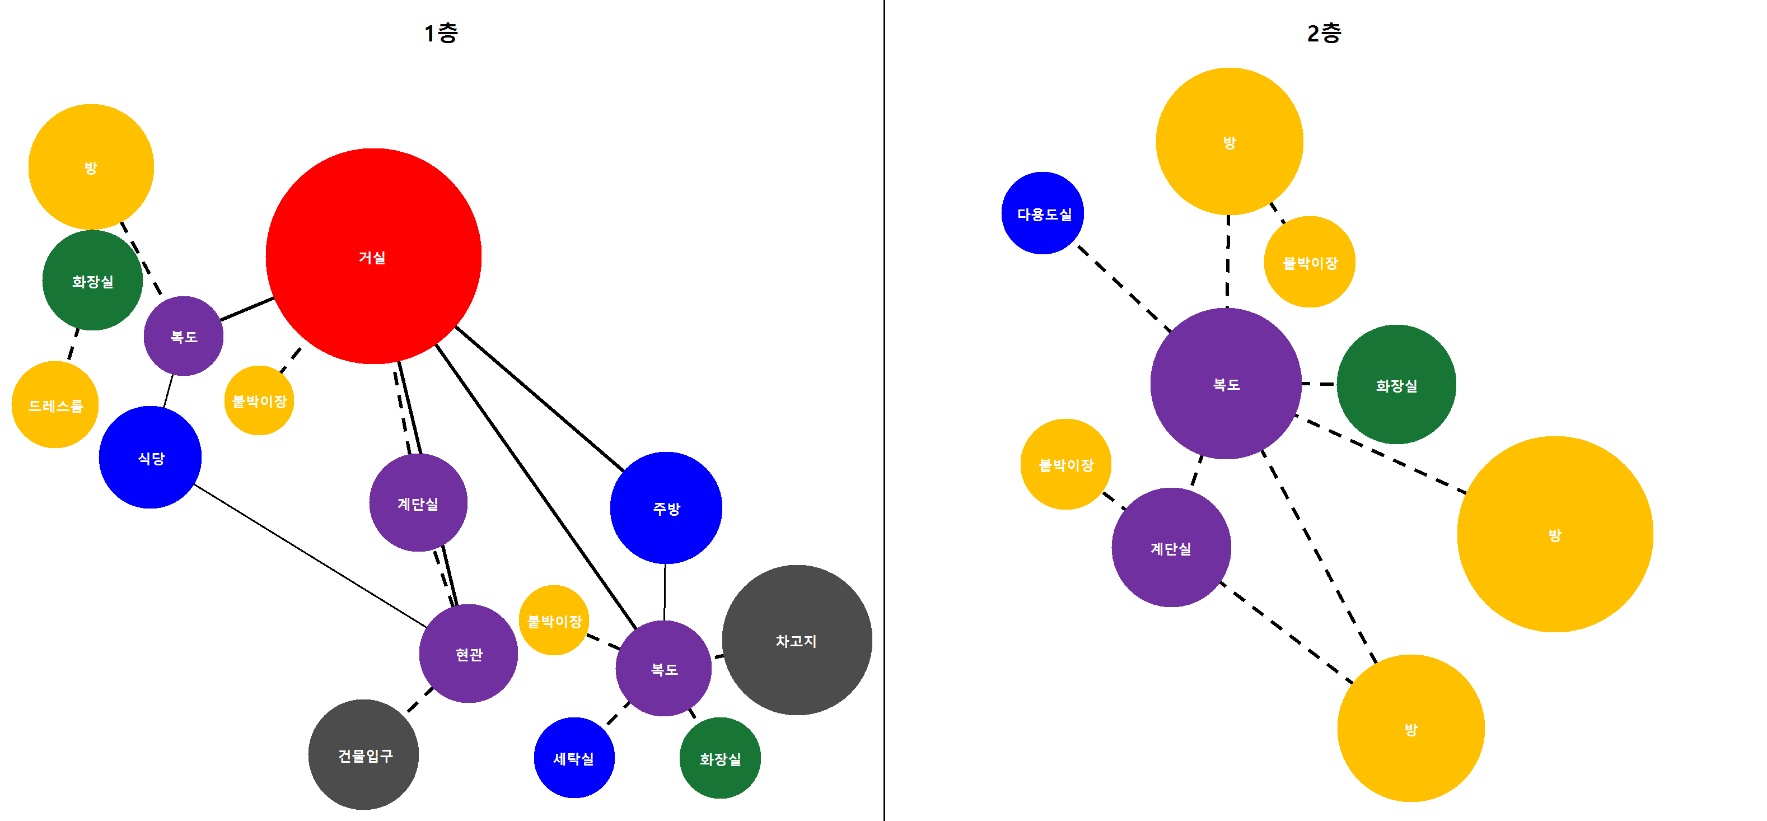 1층
방
거실
화장실
복도
드레스룸
붙박이장
식당
계단실
주방
붙박이장
현관
복도
차고지
건물입구
세탁실
화장실
2층
방
다용도실
붙박이장
복도
화장실
붙박이장
계단실
방
방